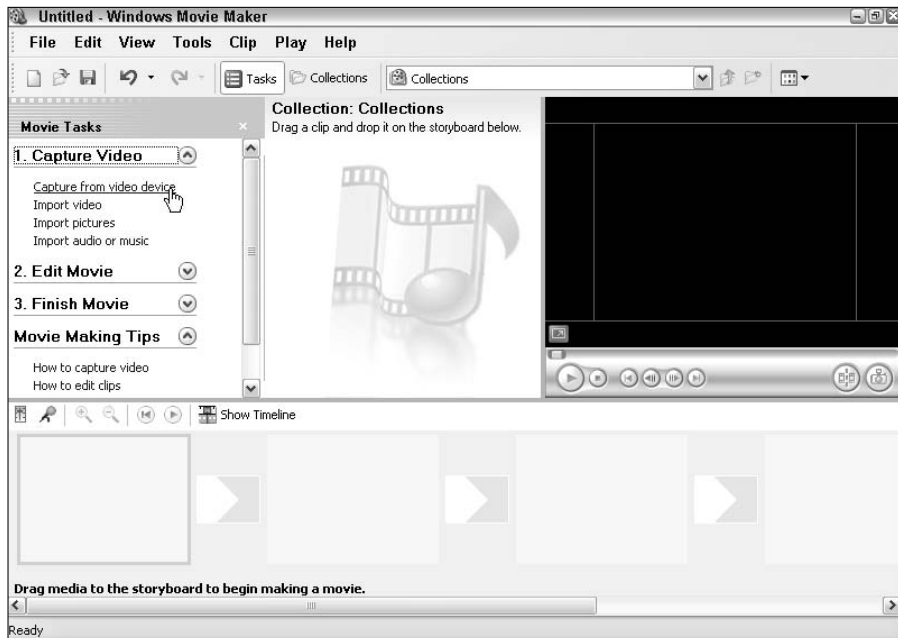 Untitled - Windows Movie Maker
File Edit View Tools Clip Play Help
Tasks Collections Collections
Movie Tasks
Collection: Collections
Drag a clip and drop it on the storyboard below.
1. Capture Video
Capture from video device
Import video
Import pictures
Import audio or music
2. Edit Movie
3. Finish Movie
Movie Making Tips
How to capture video
How to edit clips
Show Timeline
Drag media to the storyboard to begin making a movie.
Ready